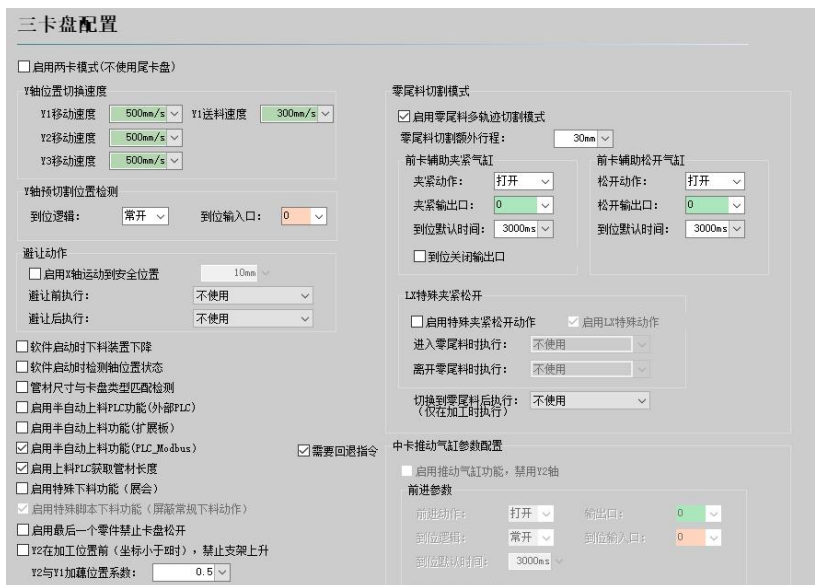 三卡盘配置
启用两卡模式(不使用尾卡盘)
Y轴位置切换速度
Y1移动速度 500mm/s Y1送料速度 300mm/s
Y2移动速度 500mm/s
Y3移动速度 500mm/s
Y轴预切割位置检测
到位逻辑: 常开 到位输入口: 0
避让动作
启用X轴运动到安全位置 10mm
避让前执行: 不使用
避让后执行: 不使用
软件启动时下料装置下降
软件启动时检测轴位置状态
管材尺寸与卡盘类型匹配检测
启用半自动上料PLC功能(外部PLC)
启用半自动上料功能(扩展板)
启用半自动上料功能(PLC_Modbus) 需要回退指令
启用上料PLC获取管材长度
启用特殊下料功能（展会）
启用特殊脚本下料功能（屏蔽常规下料动作）
启用最后一个零件禁止卡盘松开
Y2在加工位置前（坐标小于E时），禁止支架上升
Y2与Y1加蘸位置系数: 0.5
零尾料切割模式
启用零尾料多轨迹切割模式
零尾料切割额外行程: 30mm
前卡辅助夹紧气缸
夹紧动作: 打开
夹紧输出口: 0
到位默认时间: 3000ms
到位关闭输出口
前卡辅助松开气缸
松开动作: 打开
松开输出口: 0
到位默认时间: 3000ms
LX特殊夹紧松开
启用特殊夹紧松开动作 启用LX特殊动作
进入零尾料时执行: 不使用
离开零尾料时执行: 不使用
切换到零尾料后执行: 不使用
（仅在加工时执行）
中卡推动气缸参数配置
启用推动气缸功能，禁用Y2轴
前进参数
前进动作: 打开 输出口: 0
到位逻辑: 常开 到位输入口: 0
到位默认时间: 3000ms